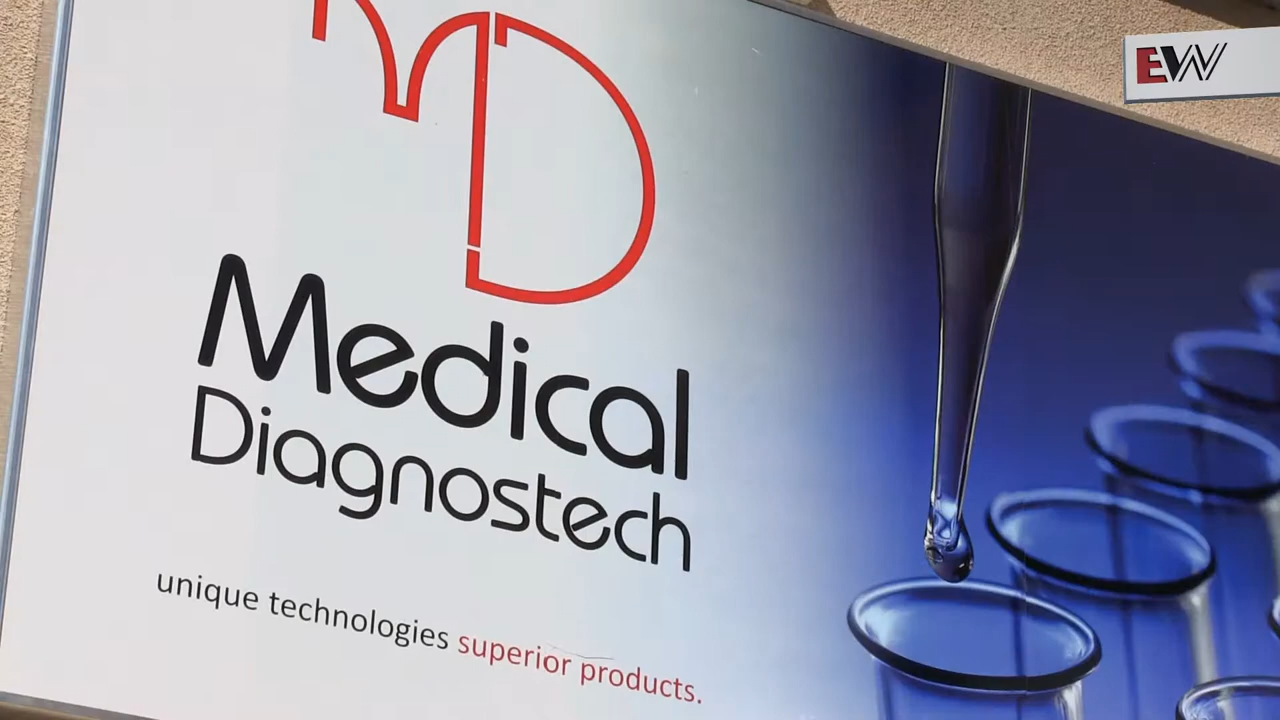 EW
MD
Medical
Diagnostech
unique technologies superior products.